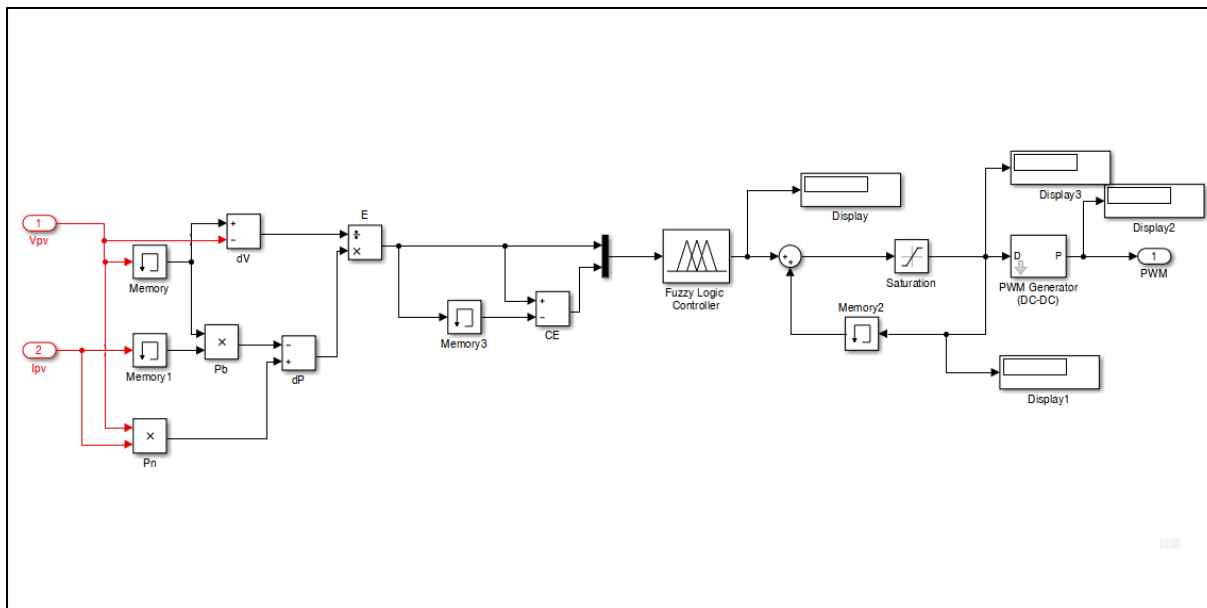 1
Vpv
Memory
+
−
dV
2
Ipv
Memory1
×
Pb
×
Pn
−
+
dP
E
÷
×
Memory3
+
−
CE
Fuzzy Logic
Controller
Display
+
+
Saturation
Memory2
Display1
Display3
Display2
D
P
PWM Generator
(DC-DC)
1
PWM